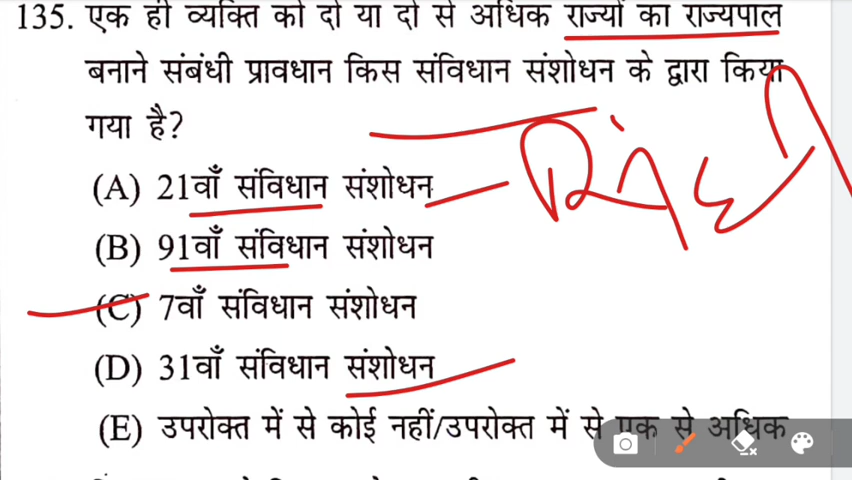 135. एक ही व्यक्ति को दो या दो से अधिक राज्यों का राज्यपाल
बनाने संबंधी प्रावधान किस संविधान संशोधन के द्वारा किया
गया है?
(A) 21वाँ संविधान संशोधन
(B) 91वाँ संविधान संशोधन
(C) 7वाँ संविधान संशोधन
(D) 31वाँ संविधान संशोधन
(E) उपरोक्त में से कोई नहीं/उपरोक्त में से एक से अधिक